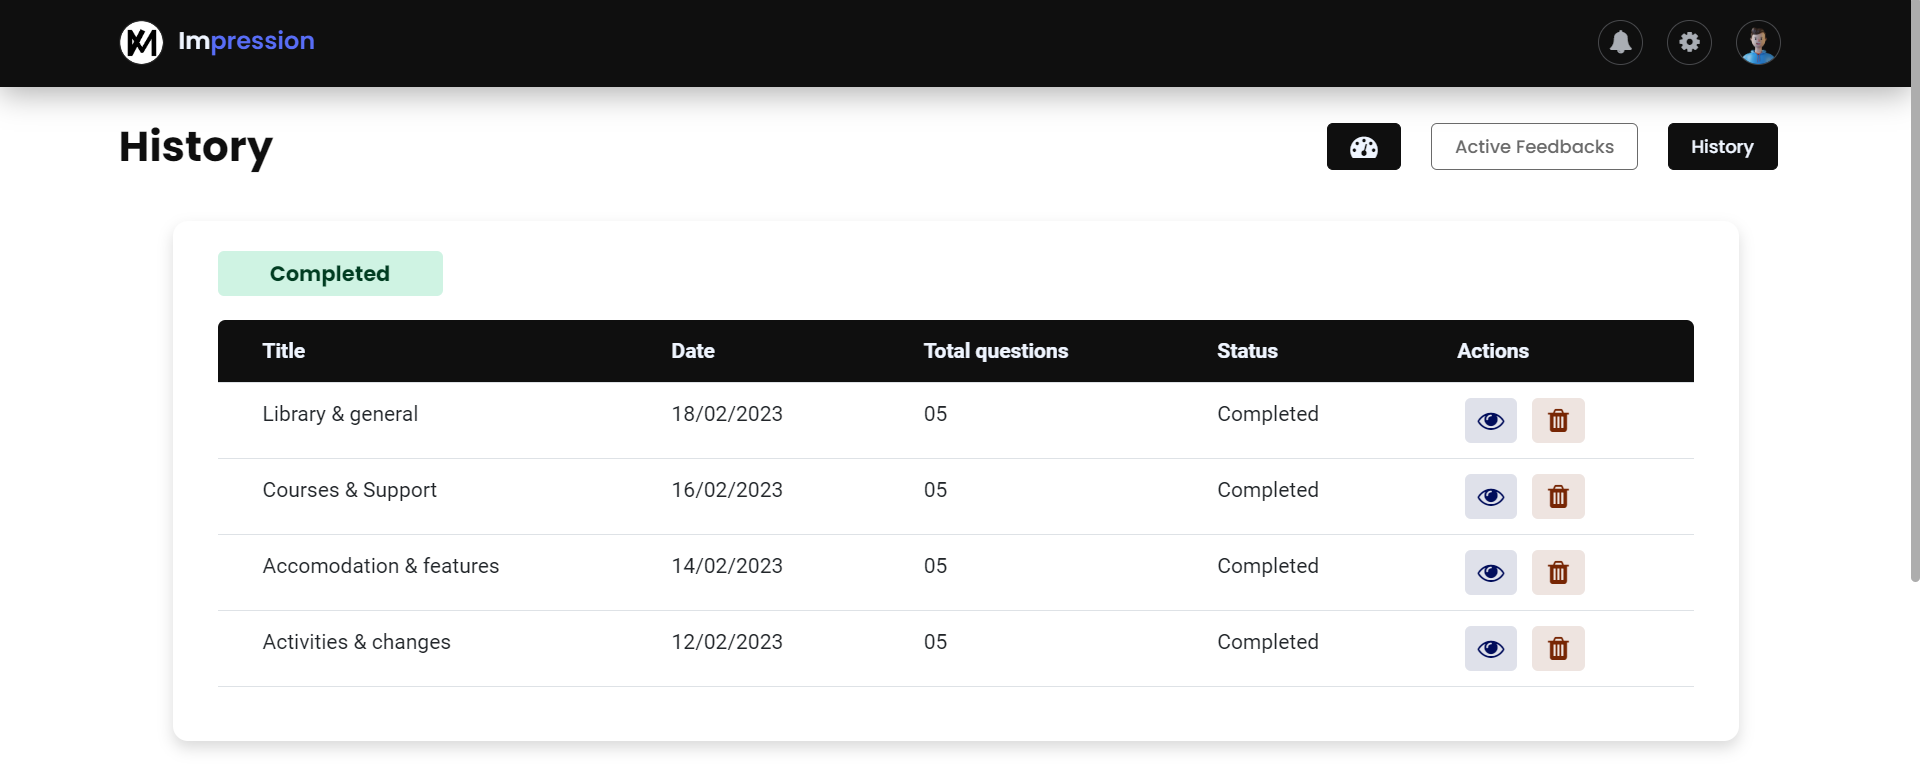 Impression
History
Active Feedbacks
History
Completed
Title Date Total questions Status Actions
Library & general 18/02/2023 05 Completed
Courses & Support 16/02/2023 05 Completed
Accomodation & features 14/02/2023 05 Completed
Activities & changes 12/02/2023 05 Completed